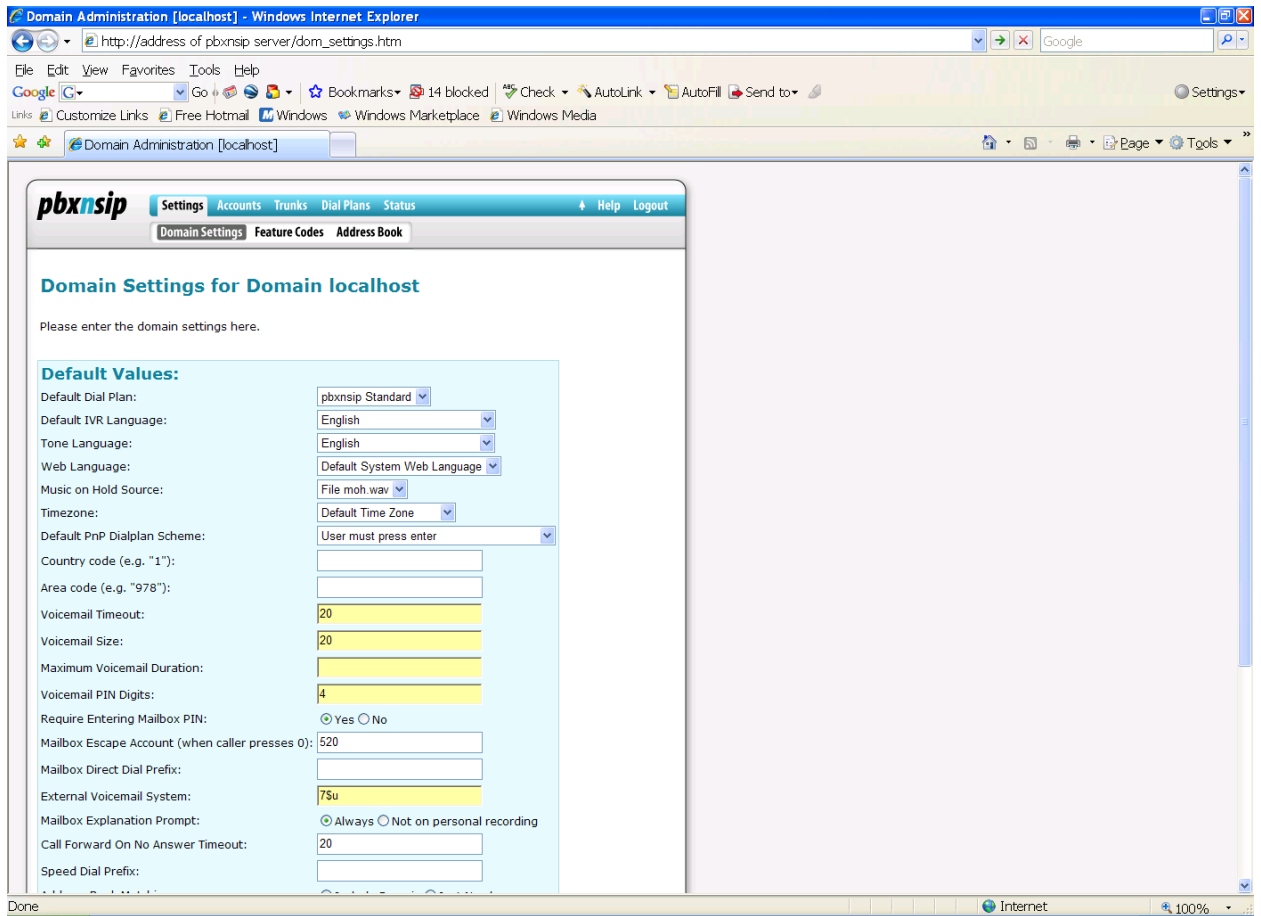 Domain Administration [localhost] - Windows Internet Explorer
http://address of pbxnsip server/dom_settings.htm
Google
File Edit View Favorites Tools Help
Google G Go Bookmarks 14 blocked ABC Check AutoLink AutoFill Send to Settings
Links Customize Links Free Hotmail Windows Windows Marketplace Windows Media
Domain Administration [localhost] Page Tools »
pbxnsip Settings Accounts Trunks Dial Plans Status Help Logout
Domain Settings Feature Codes Address Book
Domain Settings for Domain localhost
Please enter the domain settings here.
Default Values:
Default Dial Plan: pbxnsip Standard
Default IVR Language: English
Tone Language: English
Web Language: Default System Web Language
Music on Hold Source: File moh.wav
Timezone: Default Time Zone
Default PnP Dialplan Scheme: User must press enter
Country code (e.g. "1"):
Area code (e.g. "978"):
Voicemail Timeout: 20
Voicemail Size: 20
Maximum Voicemail Duration:
Voicemail PIN Digits: 4
Require Entering Mailbox PIN: Yes No
Mailbox Escape Account (when caller presses 0): 520
Mailbox Direct Dial Prefix:
External Voicemail System: 7$u
Mailbox Explanation Prompt: Always Not on personal recording
Call Forward On No Answer Timeout: 20
Speed Dial Prefix:
Done Internet 100%